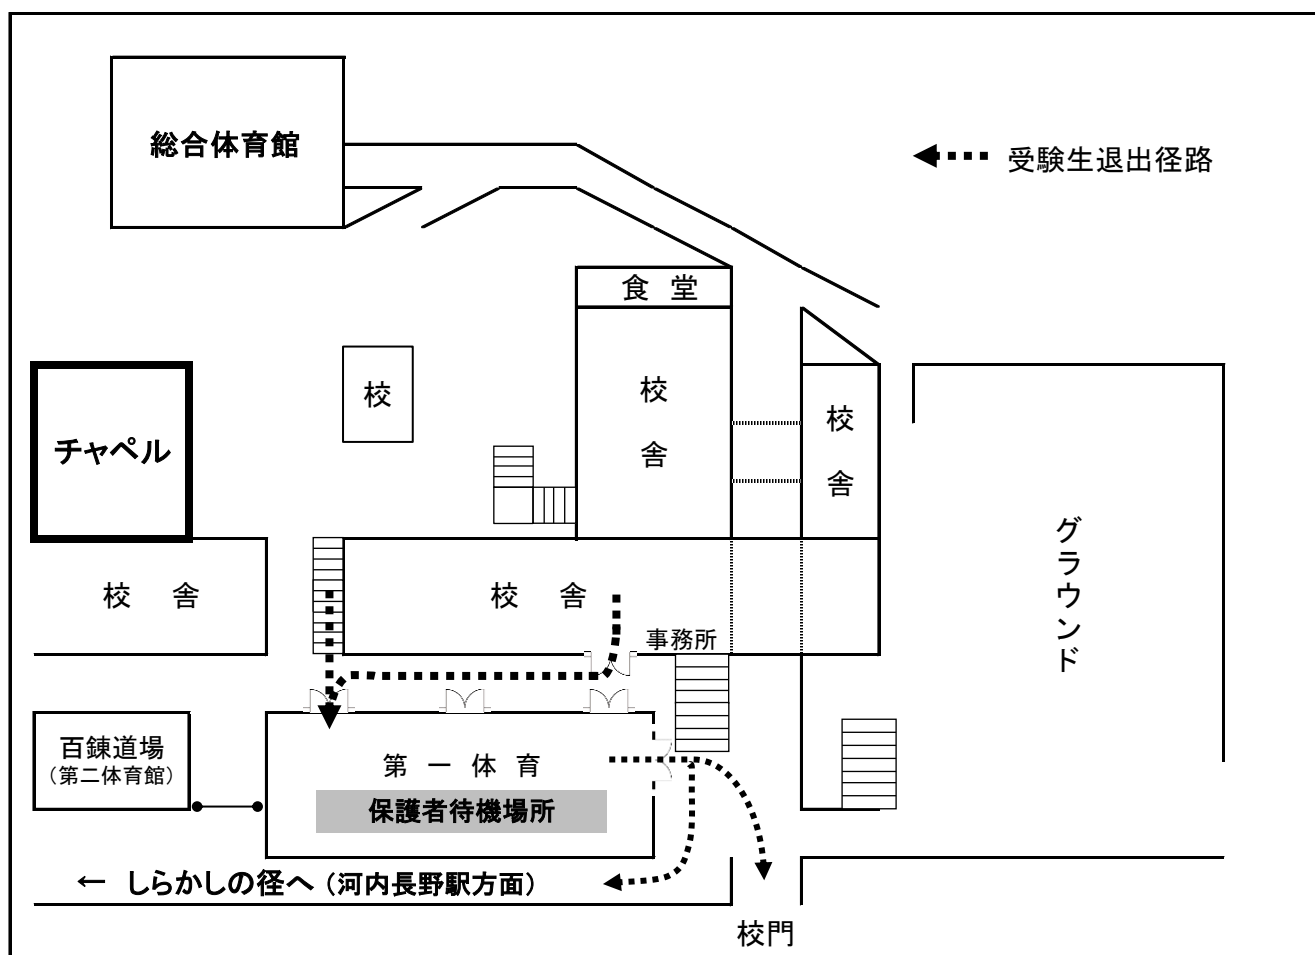 総合体育館
受験生退出径路
食 堂
校
校
舎
校
舎
チャペル
グラウンド
校 舎
校 舎
事務所
百錬道場
（第二体育館）
第 一 体 育
保護者待機場所
← しらかしの径へ（河内長野駅方面）
校門